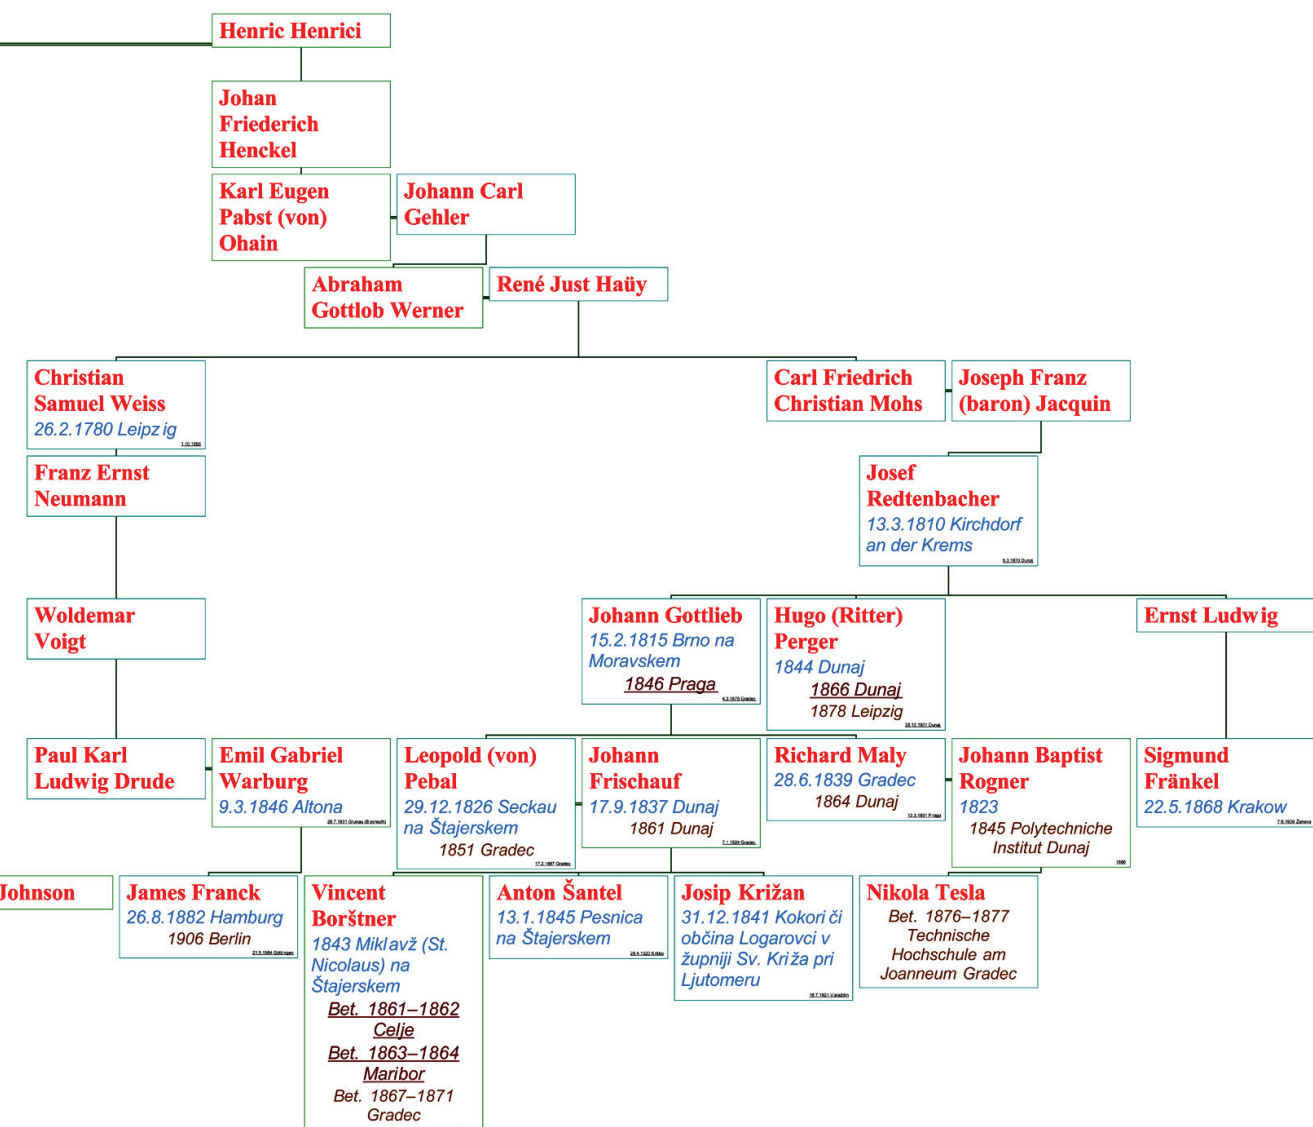 Henric Henrici
Johan
Friederich
Henckel
Karl Eugen
Pabst (von)
Ohain
Johann Carl
Gehler
Abraham
Gottlob Werner
René Just Haüy
Christian
Samuel Weiss
26.2.1780 Leipzig
Carl Friedrich
Christian Mohs
Joseph Franz
(baron) Jacquin
Franz Ernst
Neumann
Josef
Redtenbacher
13.3.1810 Kirchdorf
an der Krems
Woldemar
Voigt
Johann Gottlieb
15.2.1815 Brno na
Moravskem
1846 Praga
Hugo (Ritter)
Perger
1844 Dunaj
1866 Dunaj
1878 Leipzig
Ernst Ludwig
Paul Karl
Ludwig Drude
Emil Gabriel
Warburg
9.3.1846 Altona
Leopold (von)
Pebal
29.12.1826 Seckau
na Štajerskem
1851 Gradec
Johann
Frischauf
17.9.1837 Dunaj
1861 Dunaj
7.1.1924 Gradec
Richard Maly
28.6.1839 Gradec
1864 Dunaj
Johann Baptist
Rogner
1823
1845 Polytechniche
Institut Dunaj
1886
Sigmund
Fränkel
22.5.1868 Krakow
Johnson
James Franck
26.8.1882 Hamburg
1906 Berlin
Vincent
Borštner
1843 Miklavž (St.
Nicolaus) na
Štajerskem
Bet. 1861–1862
Celje
Bet. 1863–1864
Maribor
Bet. 1867–1871
Gradec
Anton Šantel
13.1.1845 Pesnica
na Štajerskem
Josip Križan
31.12.1841 Kokoriči
občina Logarovci v
župniji Sv. Križa pri
Ljutomeru
Nikola Tesla
Bet. 1876–1877
Technische
Hochschule am
Joanneum Gradec